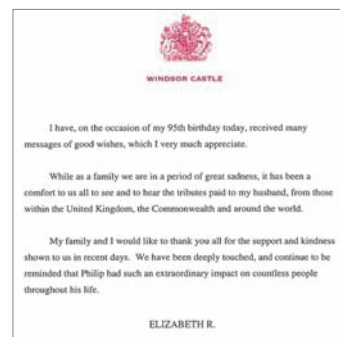 WINDSOR CASTLE
I have, on the occasion of my 95th birthday today, received many
messages of good wishes, which I very much appreciate.
While as a family we are in a period of great sadness, it has been a
comfort to us all to see and to hear the tributes paid to my husband, from those
within the United Kingdom, the Commonwealth and around the world.
My family and I would like to thank you all for the support and kindness
shown to us in recent days. We have been deeply touched, and continue to be
reminded that Philip had such an extraordinary impact on countless people
throughout his life.
ELIZABETH R.